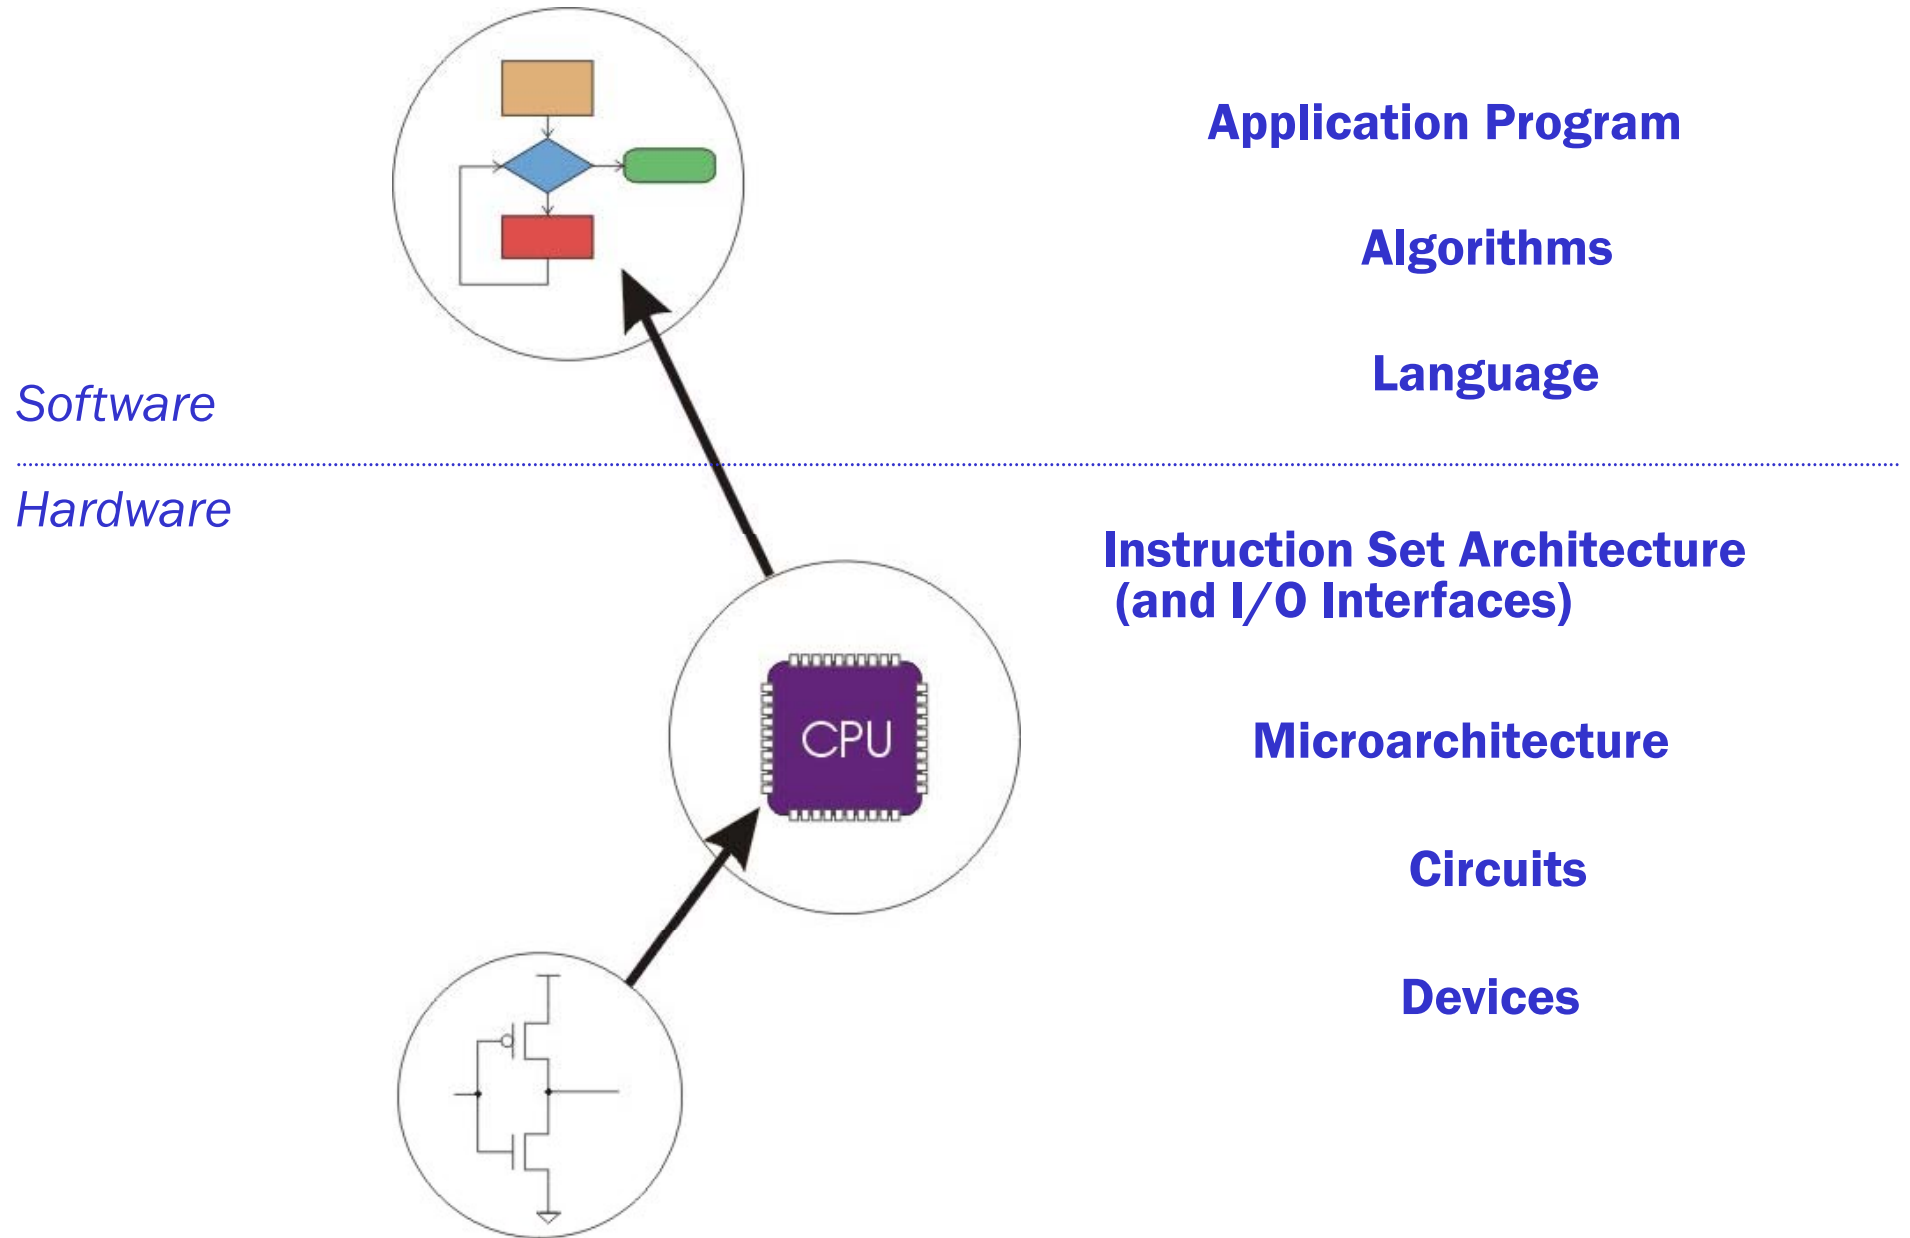 Application Program
Algorithms
Language
Software
Hardware
Instruction Set Architecture
(and I/O Interfaces)
CPU
Microarchitecture
Circuits
Devices